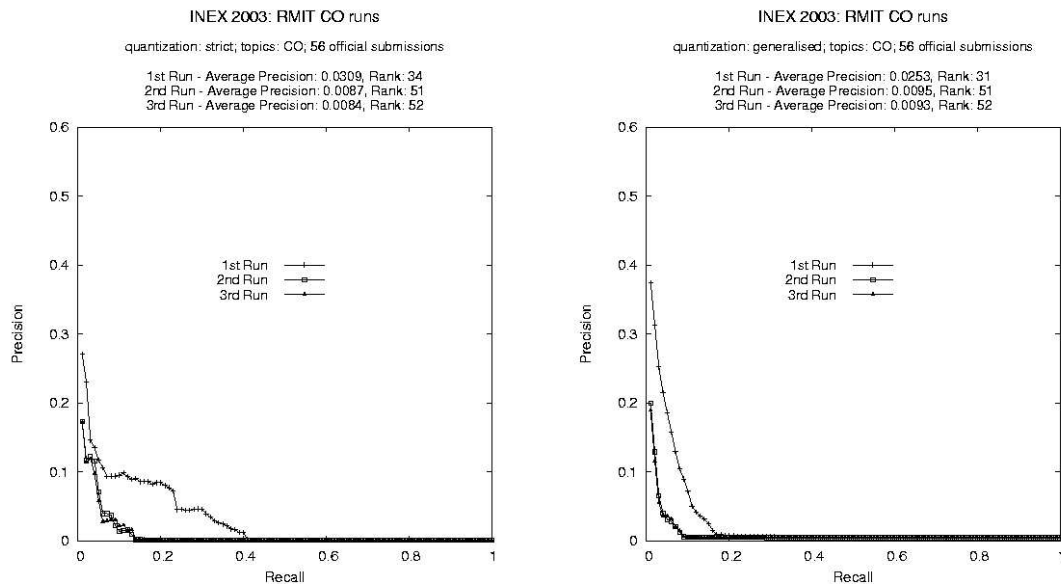 INEX 2003: RMIT CO runs
quantization: strict; topics: CO; 56 official submissions
1st Run - Average Precision: 0.0309, Rank: 34
2nd Run - Average Precision: 0.0087, Rank: 51
3rd Run - Average Precision: 0.0084, Rank: 52
0.6
0.5
0.4
0.3
0.2
0.1
0
Precision
1st Run
2nd Run
3rd Run
0
0.2
0.4
0.6
0.8
1
Recall
INEX 2003: RMIT CO runs
quantization: generalised; topics: CO; 56 official submissions
1st Run - Average Precision: 0.0253, Rank: 31
2nd Run - Average Precision: 0.0095, Rank: 51
3rd Run - Average Precision: 0.0093, Rank: 52
0.6
0.5
0.4
0.3
0.2
0.1
0
Precision
1st Run
2nd Run
3rd Run
0
0.2
0.4
0.6
0.8
1
Recall